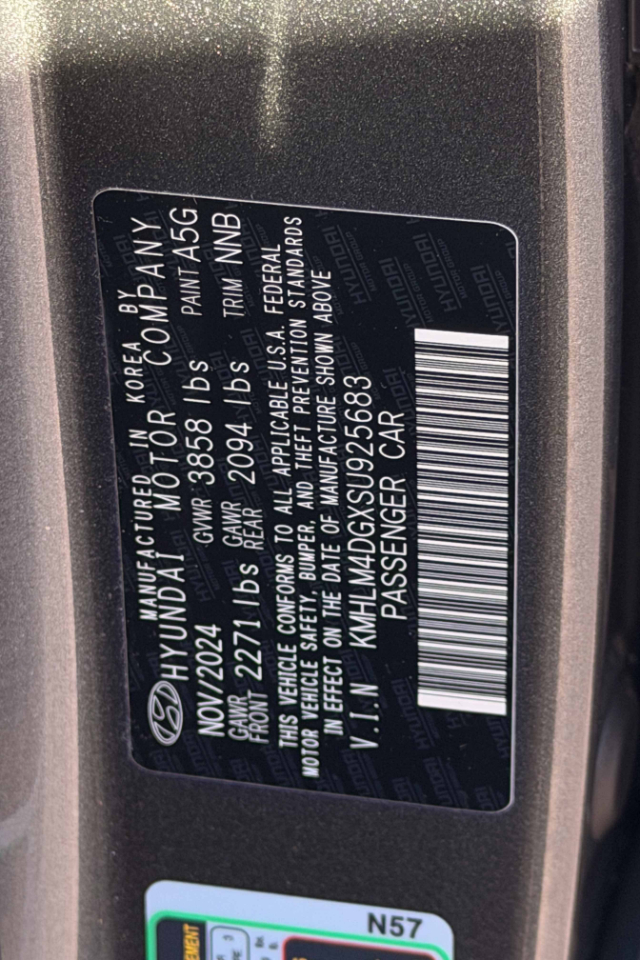 MANUFACTURED IN KOREA BY
HYUNDAI MOTOR COMPANY
NOV/2024 GVWR 3858 lbs PAINT A5G
GAWR FRONT 2271 lbs GAWR REAR 2094 lbs TRIM NNB
THIS VEHICLE CONFORMS TO ALL APPLICABLE U.S.A. FEDERAL
MOTOR VEHICLE SAFETY, BUMPER, AND THEFT PREVENTION STANDARDS
IN EFFECT ON THE DATE OF MANUFACTURE SHOWN ABOVE
V.I.N KMHLM4DGXSU925683
PASSENGER CAR
N57